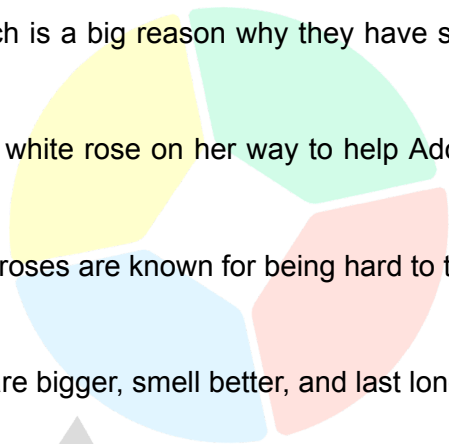 ch is a big reason why they have s
white rose on her way to help Ado
roses are known for being hard to t
re bigger, smell better, and last lon